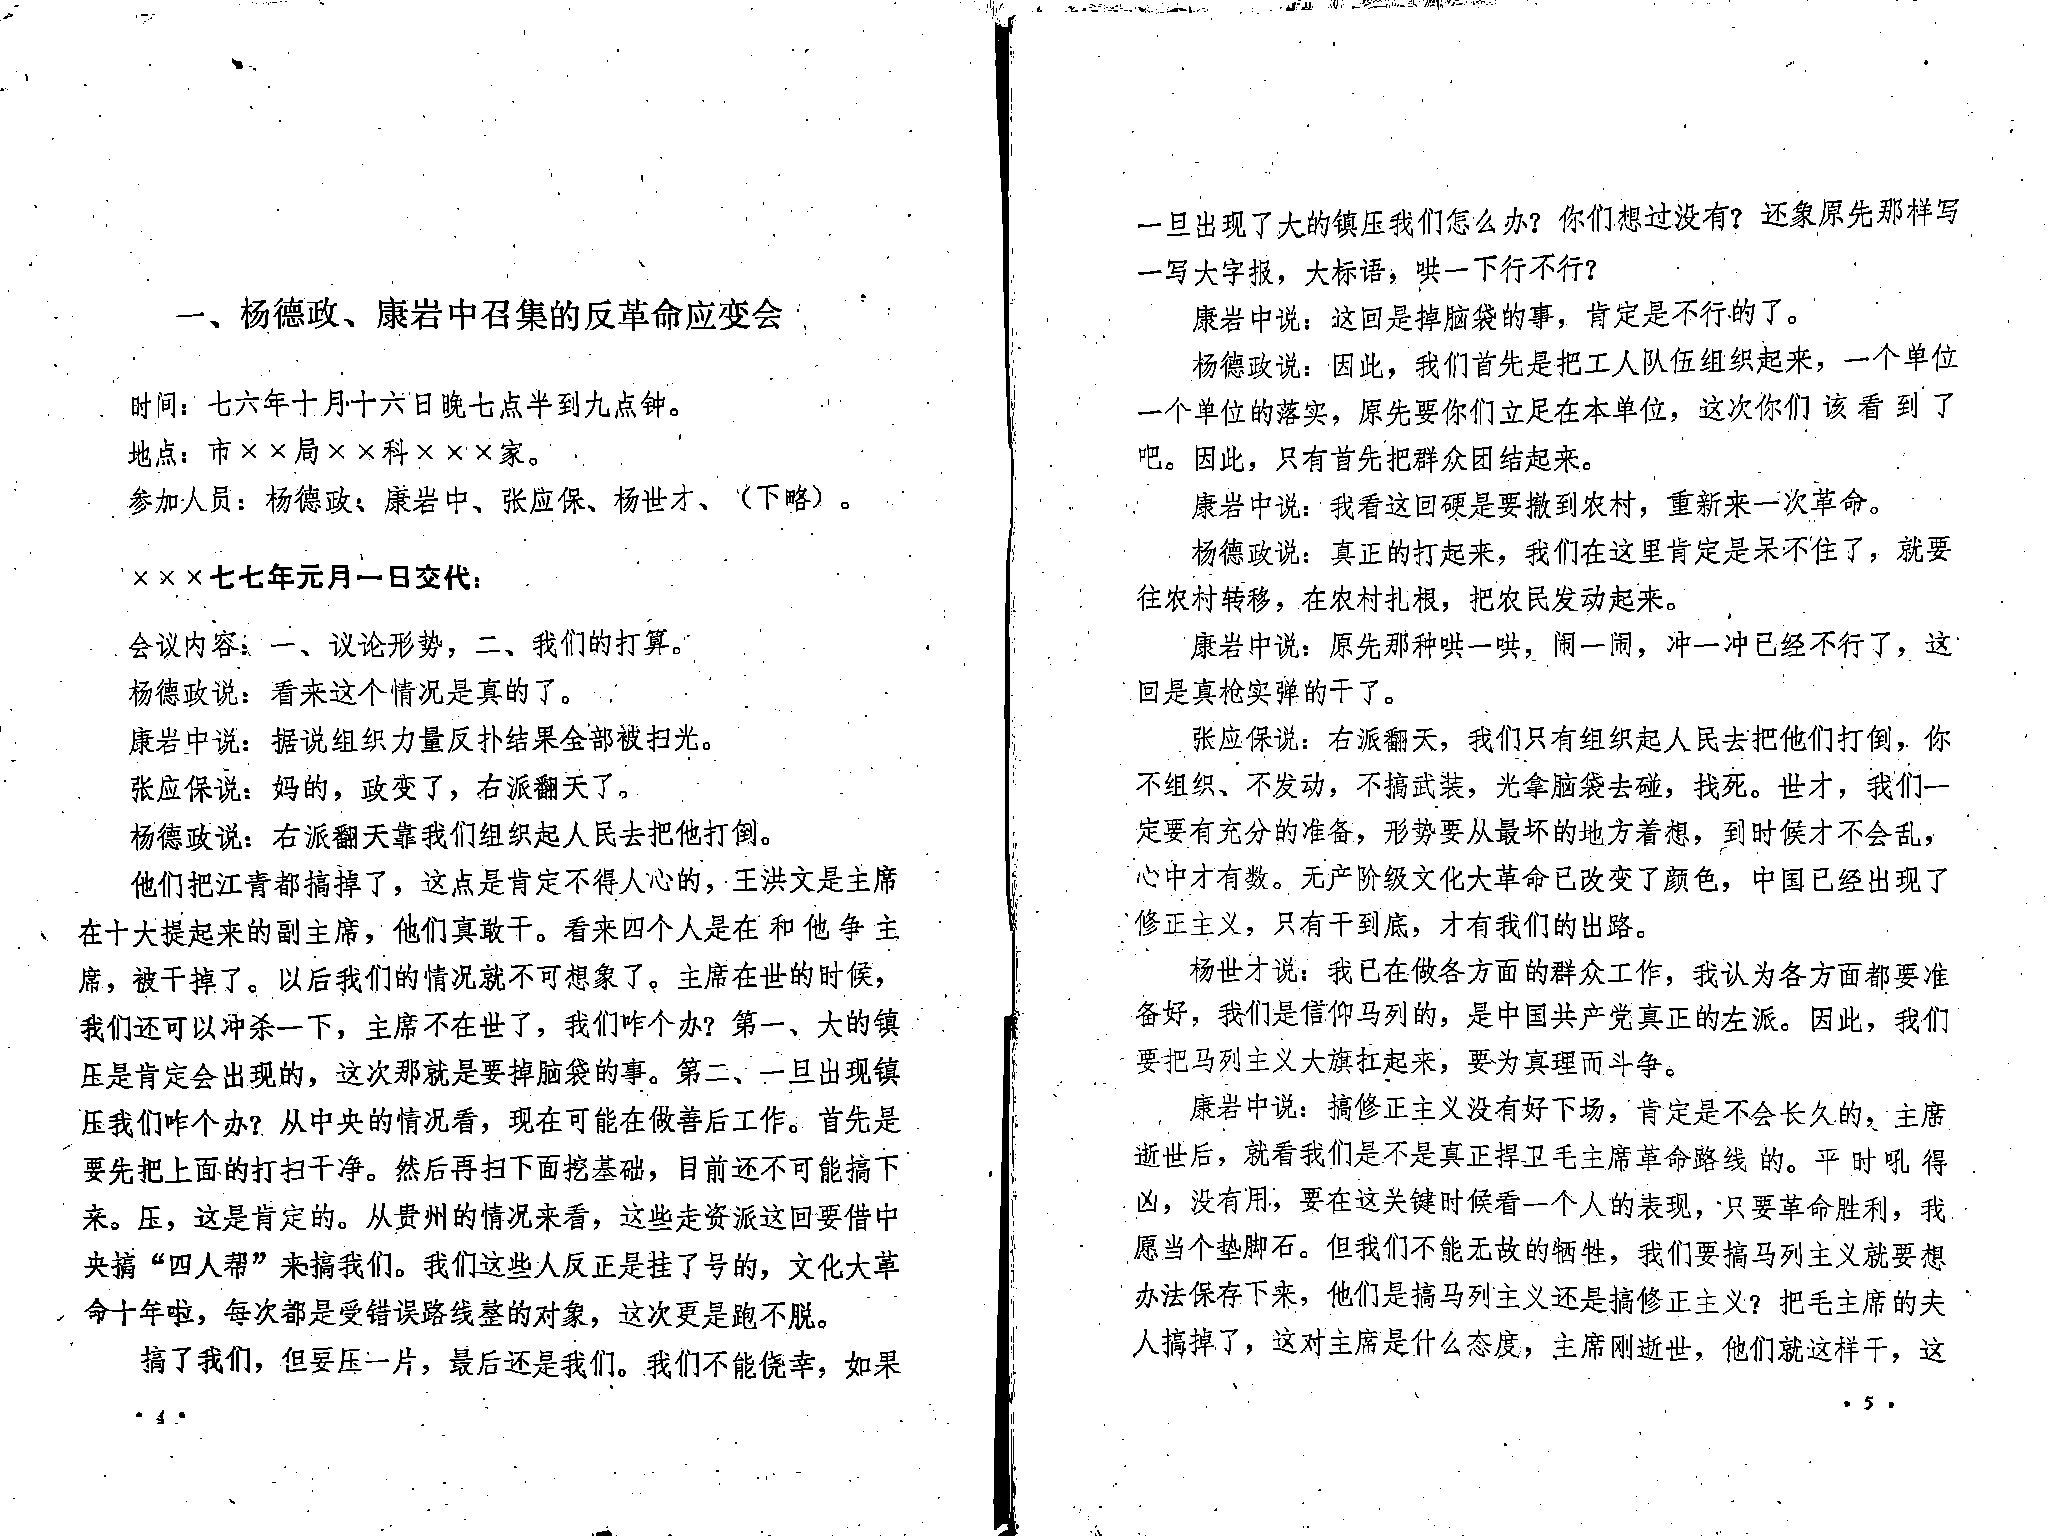 一、杨德政、康岩中召集的反革命应变会
时间：七六年十月十六日晚七点半到九点钟。
地点：市××局××科×××家。
参加人员：杨德政、康岩中、张应保、杨世才、（下略）。
×××七七年元月一日交代：
会议内容：一、议论形势，二、我们的打算。
杨德政说：看来这个情况是真的了。
康岩中说：据说组织力量反扑结果全部被扫光。
张应保说：妈的，政变了，右派翻天了。
杨德政说：右派翻天靠我们组织起人民去把他打倒。
他们把江青都搞掉了，这点是肯定不得人心的，王洪文是主席
在十大提起来的副主席，他们真敢干。看来四个人是在和他争主
席，被干掉了。以后我们的情况就不可想象了。主席在世的时候，
我们还可以冲杀一下，主席不在世了，我们咋个办？第一、大的镇
压是肯定会出现的，这次那就是要掉脑袋的事。第二、一旦出现镇
压我们咋个办？从中央的情况看，现在可能在做善后工作。首先是
要先把上面的打扫干净。然后再扫下面挖基础，目前还不可能搞下
来。压，这是肯定的。从贵州的情况来看，这些走资派这回要借中
央搞“四人帮”来搞我们。我们这些人反正是挂了号的，文化大革
命十年啦，每次都是受错误路线整的对象，这次更是跑不脱。
搞了我们，但要压一片，最后还是我们。我们不能侥幸，如果
·4·
一旦出现了大的镇压我们怎么办？你们想过没有？还象原先那样写
一写大字报，大标语，哄一下行不行？
康岩中说：这回是掉脑袋的事，肯定是不行的了。
杨德政说：因此，我们首先是把工人队伍组织起来，一个单位
一个单位的落实，原先要你们立足在本单位，这次你们该看到了
吧。因此，只有首先把群众团结起来。
康岩中说：我看这回硬是要撤到农村，重新来一次革命。
杨德政说：真正的打起来，我们在这里肯定是呆不住了，就要
往农村转移，在农村扎根，把农民发动起来。
康岩中说：原先那种哄一哄，闹一闹，冲一冲已经不行了，这
回是真枪实弹的干了。
张应保说：右派翻天，我们只有组织起人民去把他们打倒，你
不组织、不发动，不搞武装，光拿脑袋去碰，找死。世才，我们一
定要有充分的准备，形势要从最坏的地方着想，到时候才不会乱，
心中才有数。无产阶级文化大革命已改变了颜色，中国已经出现了
修正主义，只有干到底，才有我们的出路。
杨世才说：我已在做各方面的群众工作，我认为各方面都要准
备好，我们是信仰马列的，是中国共产党真正的左派。因此，我们
要把马列主义大旗扛起来，要为真理而斗争。
康岩中说：搞修正主义没有好下场，肯定是不会长久的，主席
逝世后，就看我们是不是真正捍卫毛主席革命路线的。平时吼得
凶，没有用，要在这关键时候看一个人的表现，只要革命胜利，我
愿当个垫脚石。但我们不能无故的牺牲，我们要搞马列主义就要想
办法保存下来，他们是搞马列主义还是搞修正主义？把毛主席的夫
人搞掉了，这对主席是什么态度，主席刚逝世，他们就这样干，这
·5·